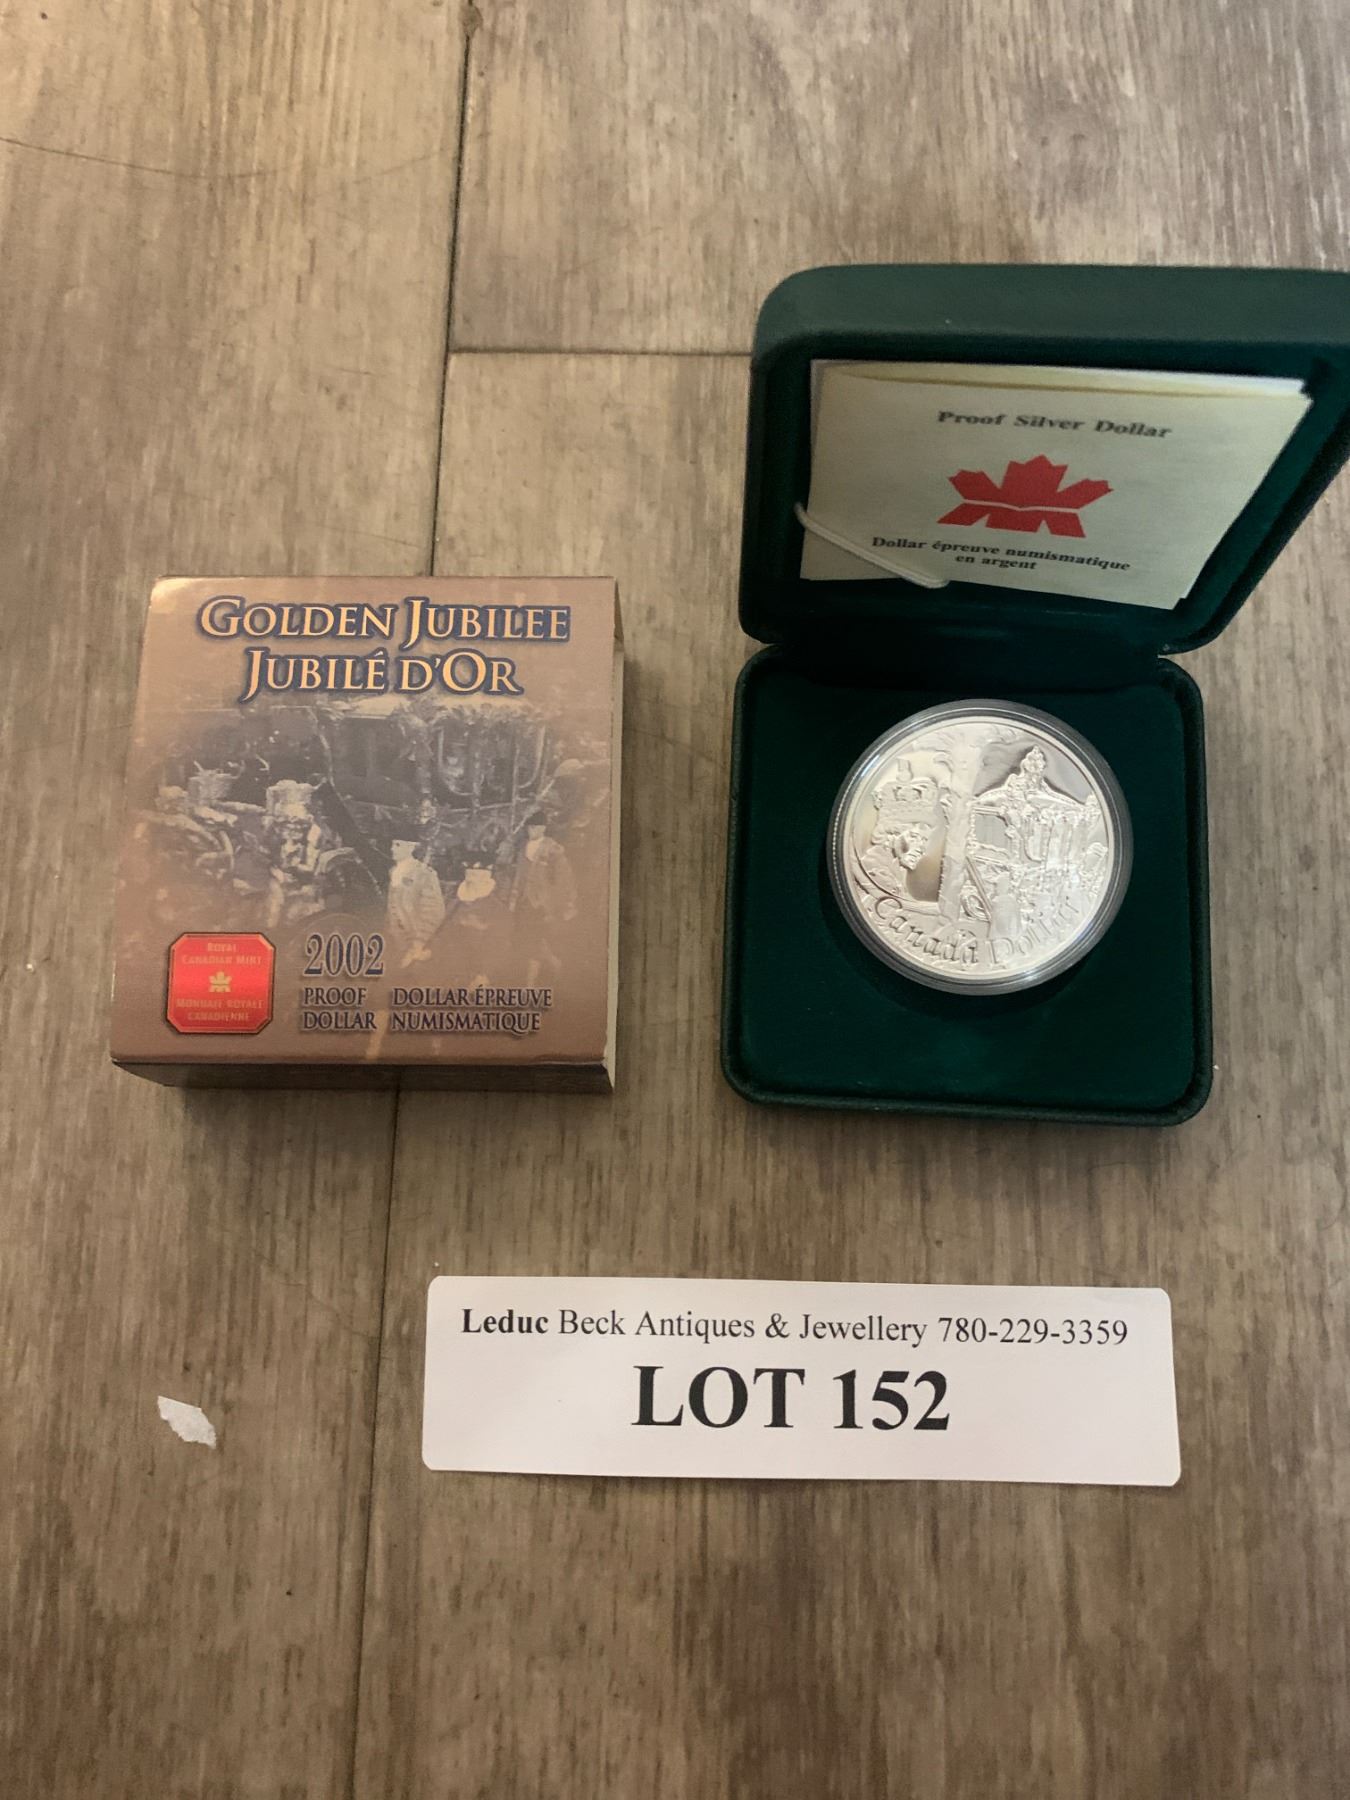 GOLDEN JUBILEE
JUBILÉ D'OR
ROYAL
CANADIAN MINT
MONNAIE ROYALE
CANADIENNE
2002
PROOF DOLLAR ÉPREUVE
DOLLAR NUMISMATIQUE
Proof Silver Dollar
Dollar épreuve numismatique
en argent
Canada Dollar
Leduc Beck Antiques & Jewellery 780-229-3359
LOT 152